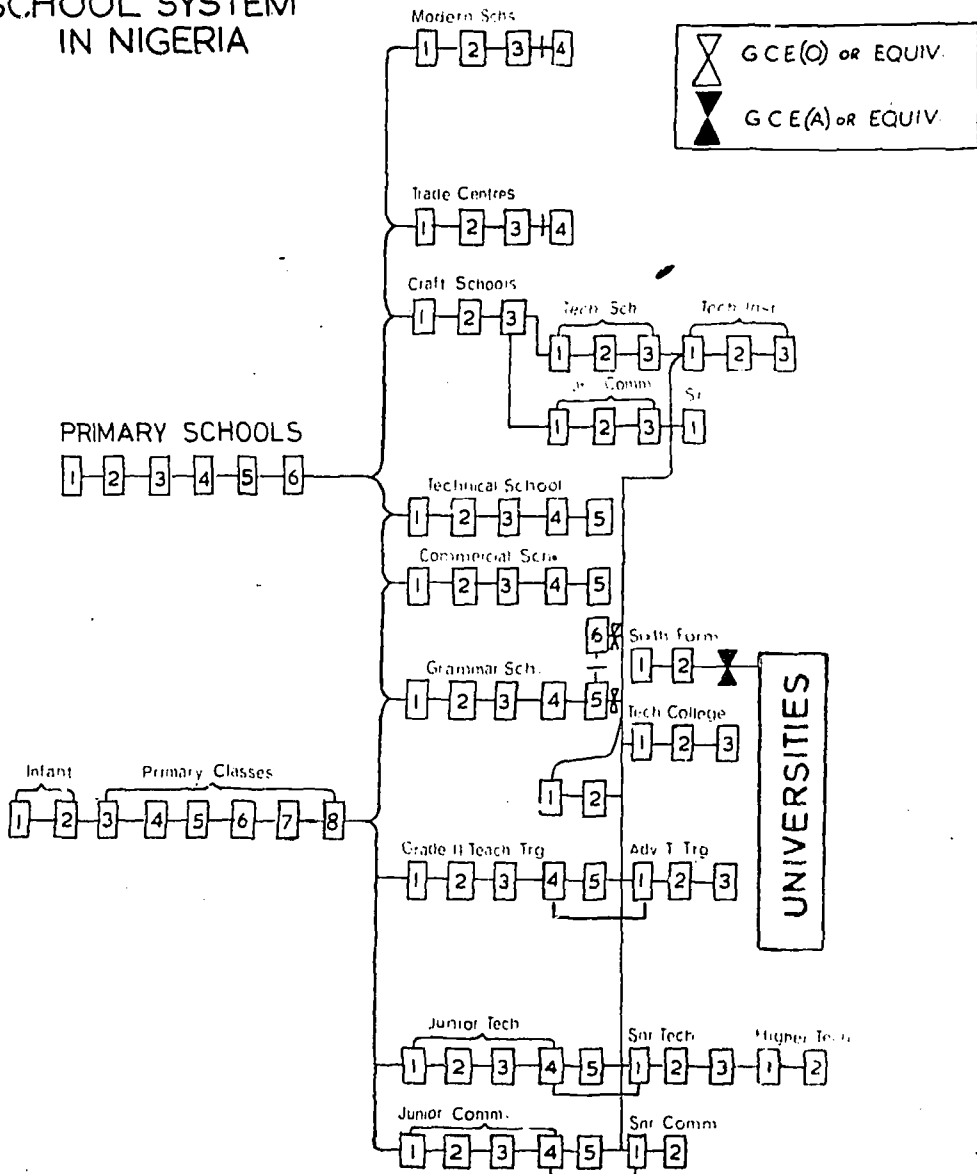 SCHOOL SYSTEM
IN NIGERIA
G C E (O) OR EQUIV.
G C E (A) OR EQUIV.
Modern Schs
1 2 3 4
Trade Centres
1 2 3 4
Craft Schools
1 2 3
Tech Sch
1 2 3
Tech Inst
1 2 3
Comm
1 2 3
Sr
1
PRIMARY SCHOOLS
1 2 3 4 5 6
Technical School
1 2 3 4 5
Commercial Schs
1 2 3 4 5
6
Grammar Sch.
1 2 3 4 5
Sixth Form
1 2
Tech College
1 2 3
1 2
UNIVERSITIES
Infant
1 2
Primary Classes
3 4 5 6 7 8
Grade II Teach Trg
1 2 3 4 5
Adv T. Trg
1 2 3
Junior Tech
1 2 3 4 5
Snr Tech
1 2 3
Higher Tech
1 2
Junior Comm.
1 2 3 4 5
Snr Comm
1 2